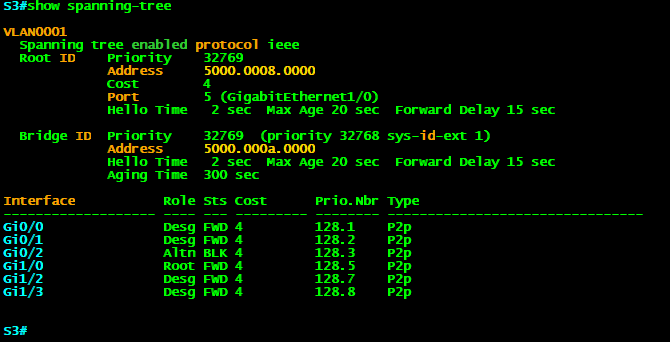 S3#show spanning-tree
VLAN0001
  Spanning tree enabled protocol ieee
  Root ID    Priority    32769
             Address     5000.0008.0000
             Cost        4
             Port        5 (GigabitEthernet1/0)
             Hello Time   2 sec  Max Age 20 sec  Forward Delay 15 sec
  Bridge ID  Priority    32769  (priority 32768 sys-id-ext 1)
             Address     5000.000a.0000
             Hello Time   2 sec  Max Age 20 sec  Forward Delay 15 sec
             Aging Time  300 sec
Interface           Role Sts Cost      Prio.Nbr Type
------------------- ---- --- --------- -------- --------------------------------
Gi0/0               Desg FWD 4         128.1    P2p
Gi0/1               Desg FWD 4         128.2    P2p
Gi0/2               Altn BLK 4         128.3    P2p
Gi1/0               Root FWD 4         128.5    P2p
Gi1/2               Desg FWD 4         128.7    P2p
Gi1/3               Desg FWD 4         128.8    P2p
S3#